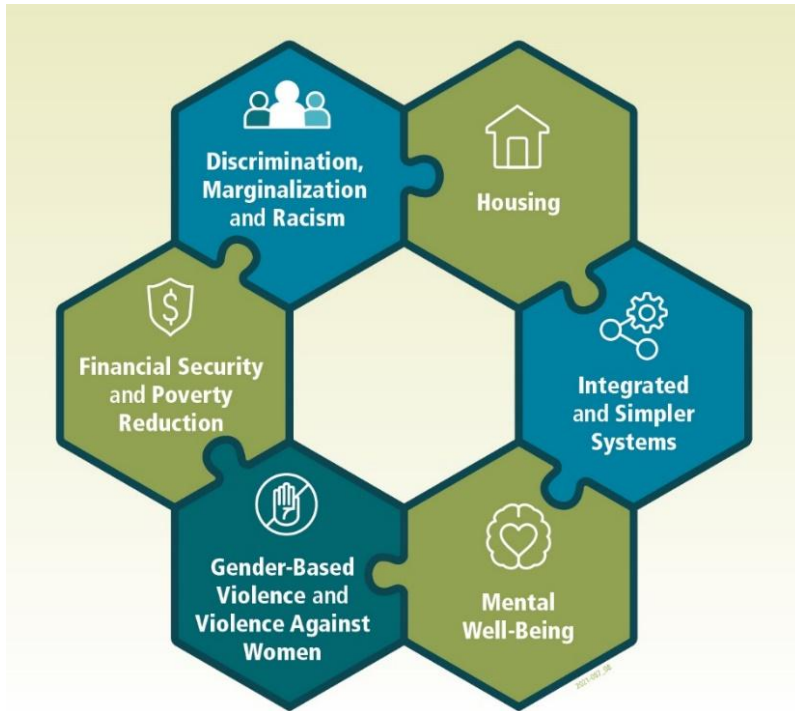 Discrimination,
Marginalization
and Racism
Housing
Financial Security
and Poverty
Reduction
Integrated
and Simpler
Systems
Gender-Based
Violence and
Violence Against
Women
Mental
Well-Being
$